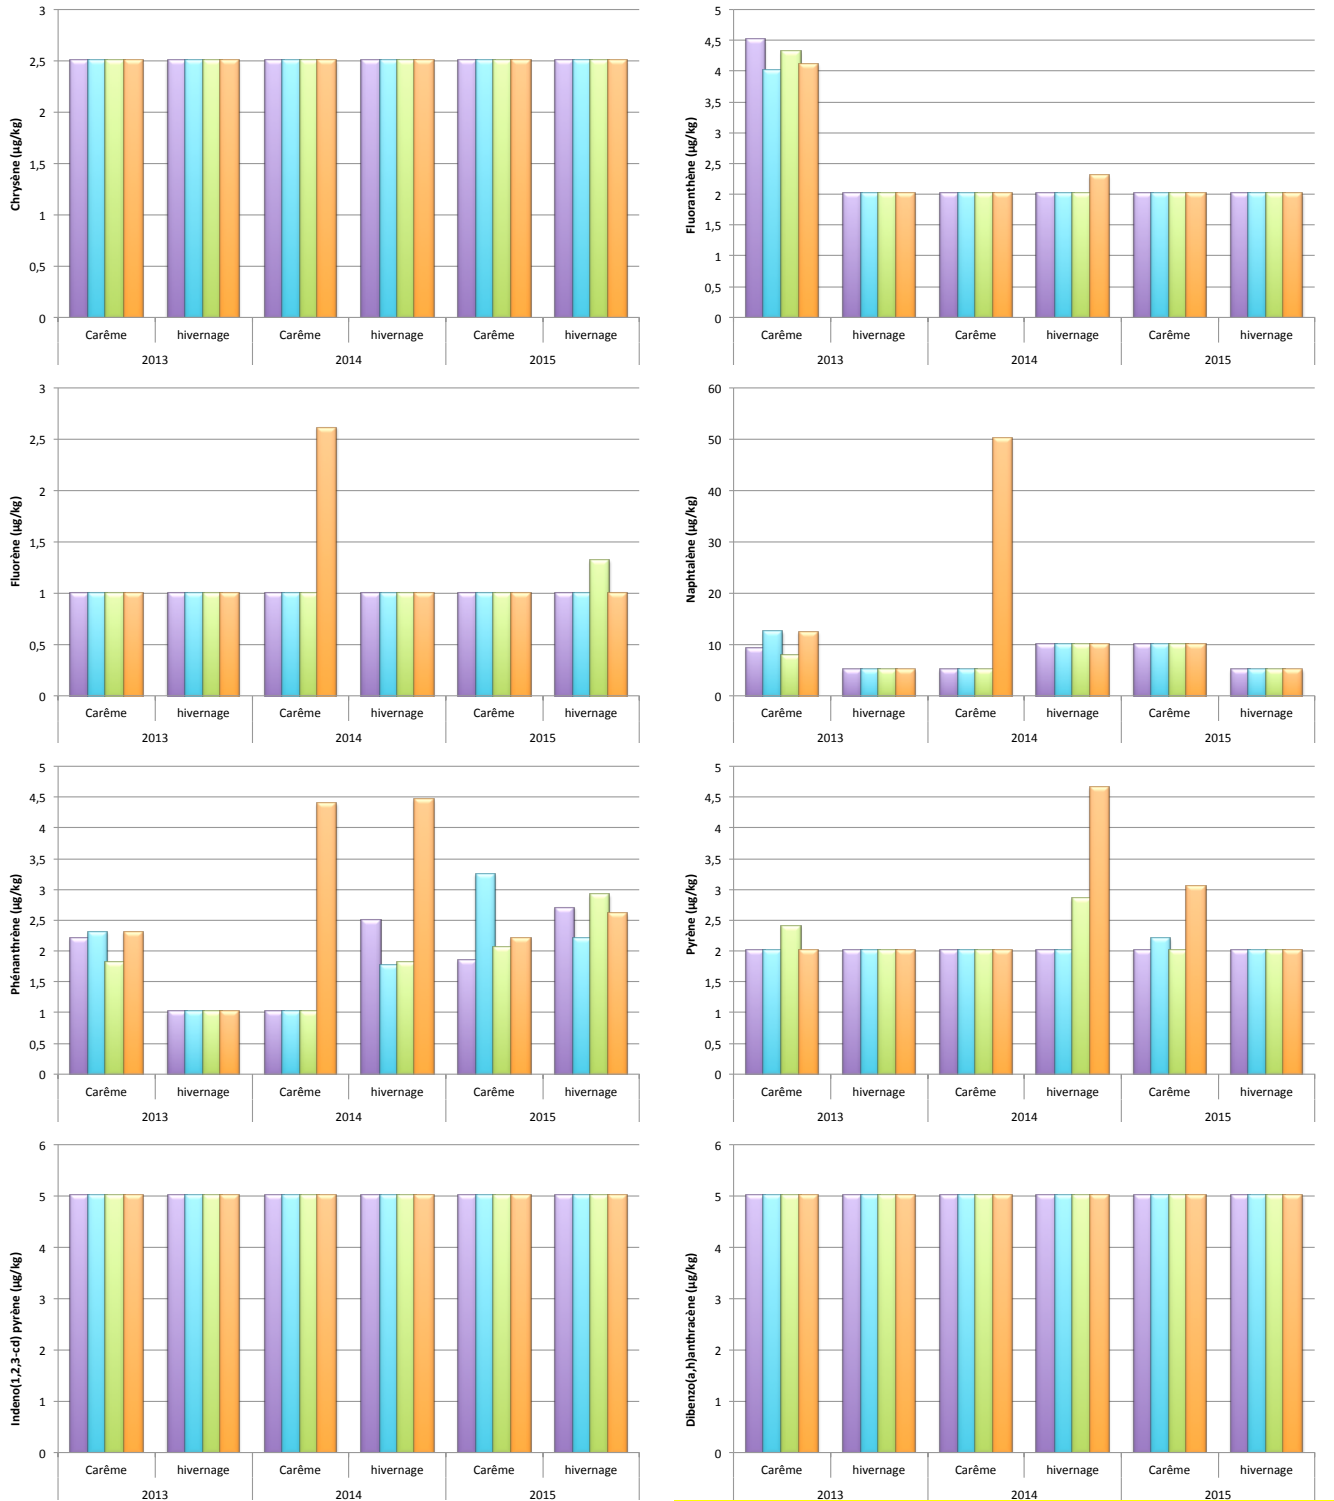 Chrysène (µg/kg)
3
2,5
2
1,5
1
0,5
0
Carême hivernage Carême hivernage Carême hivernage
2013 2014 2015
Fluoranthène (µg/kg)
5
4,5
4
3,5
3
2,5
2
1,5
1
0,5
0
Carême hivernage Carême hivernage Carême hivernage
2013 2014 2015
Fluorène (µg/kg)
3
2,5
2
1,5
1
0,5
0
Carême hivernage Carême hivernage Carême hivernage
2013 2014 2015
Naphtalène (µg/kg)
60
50
40
30
20
10
0
Carême hivernage Carême hivernage Carême hivernage
2013 2014 2015
Phénanthrène (µg/kg)
5
4,5
4
3,5
3
2,5
2
1,5
1
0,5
0
Carême hivernage Carême hivernage Carême hivernage
2013 2014 2015
Pyrène (µg/kg)
5
4,5
4
3,5
3
2,5
2
1,5
1
0,5
0
Carême hivernage Carême hivernage Carême hivernage
2013 2014 2015
Indeno(1,2,3-cd) pyrène (µg/kg)
6
5
4
3
2
1
0
Carême hivernage Carême hivernage Carême hivernage
2013 2014 2015
Dibenzo(a,h)anthracène (µg/kg)
6
5
4
3
2
1
0
Carême hivernage Carême hivernage Carême hivernage
2013 2014 2015